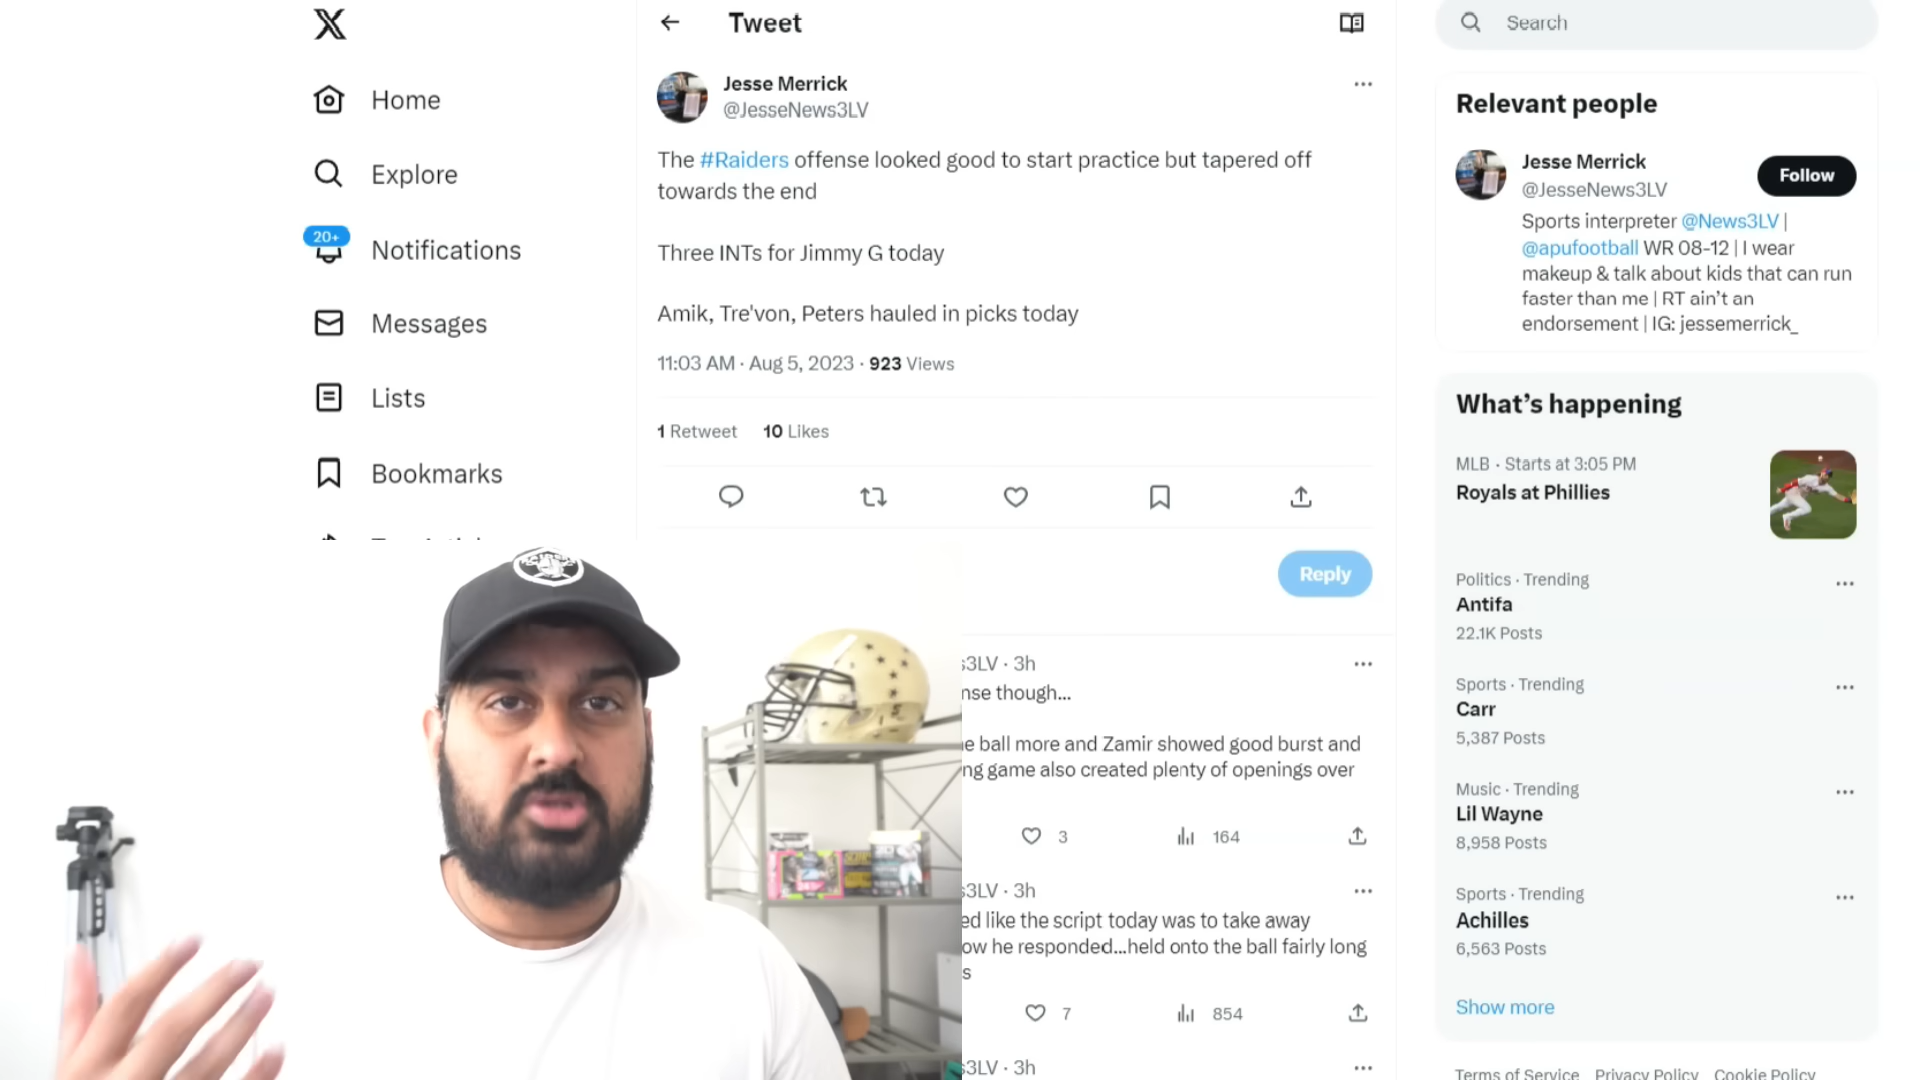 Home
Explore
20+
Notifications
Messages
Lists
Bookmarks
Tweet
Jesse Merrick
@JesseNews3LV
The #Raiders offense looked good to start practice but tapered off
towards the end
Three INTs for Jimmy G today
Amik, Tre'von, Peters hauled in picks today
11:03 AM · Aug 5, 2023 · 923 Views
1 Retweet 10 Likes
Reply
s3LV · 3h
nse though...
e ball more and Zamir showed good burst and
ng game also created plenty of openings over
3 164
s3LV · 3h
ed like the script today was to take away
ow he responded...held onto the ball fairly long
s
7 854
s3LV · 3h
Search
Relevant people
Jesse Merrick
@JesseNews3LV
Follow
Sports interpreter @News3LV |
@apufootball WR 08-12 | I wear
makeup & talk about kids that can run
faster than me | RT ain't an
endorsement | IG: jessemerrick_
What's happening
MLB · Starts at 3:05 PM
Royals at Phillies
Politics · Trending
Antifa
22.1K Posts
Sports · Trending
Carr
5,387 Posts
Music · Trending
Lil Wayne
8,958 Posts
Sports · Trending
Achilles
6,563 Posts
Show more
Terms of Service Privacy Policy Cookie Policy